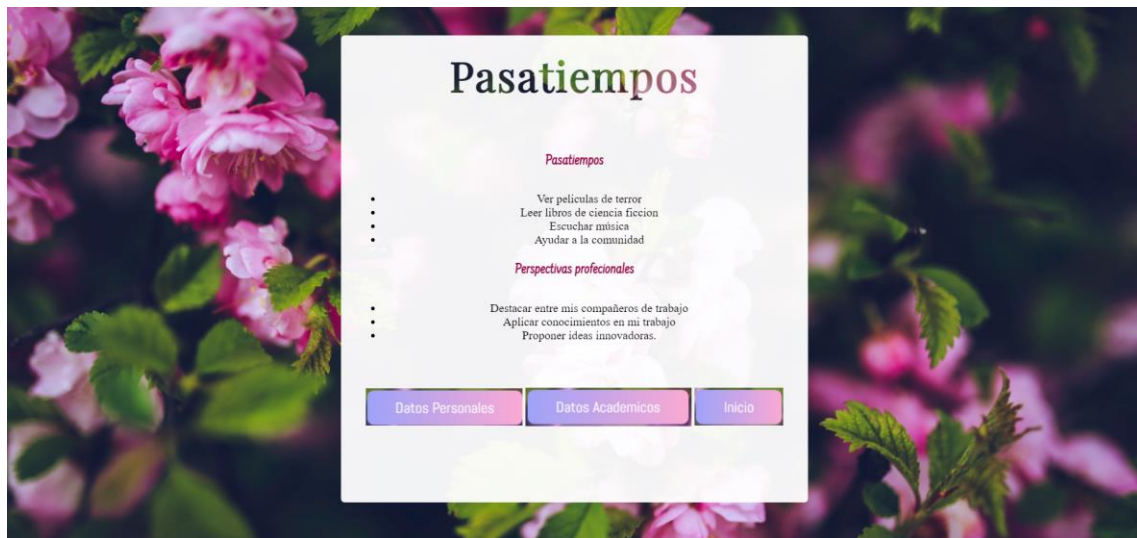 Pasatiempos
Pasatiempos
Ver peliculas de terror
Leer libros de ciencia ficcion
Escuchar música
Ayudar a la comunidad
Perspectivas profecionales
Destacar entre mis compañeros de trabajo
Aplicar conocimientos en mi trabajo
Proponer ideas innovadoras.
Datos Personales Datos Academicos Inicio